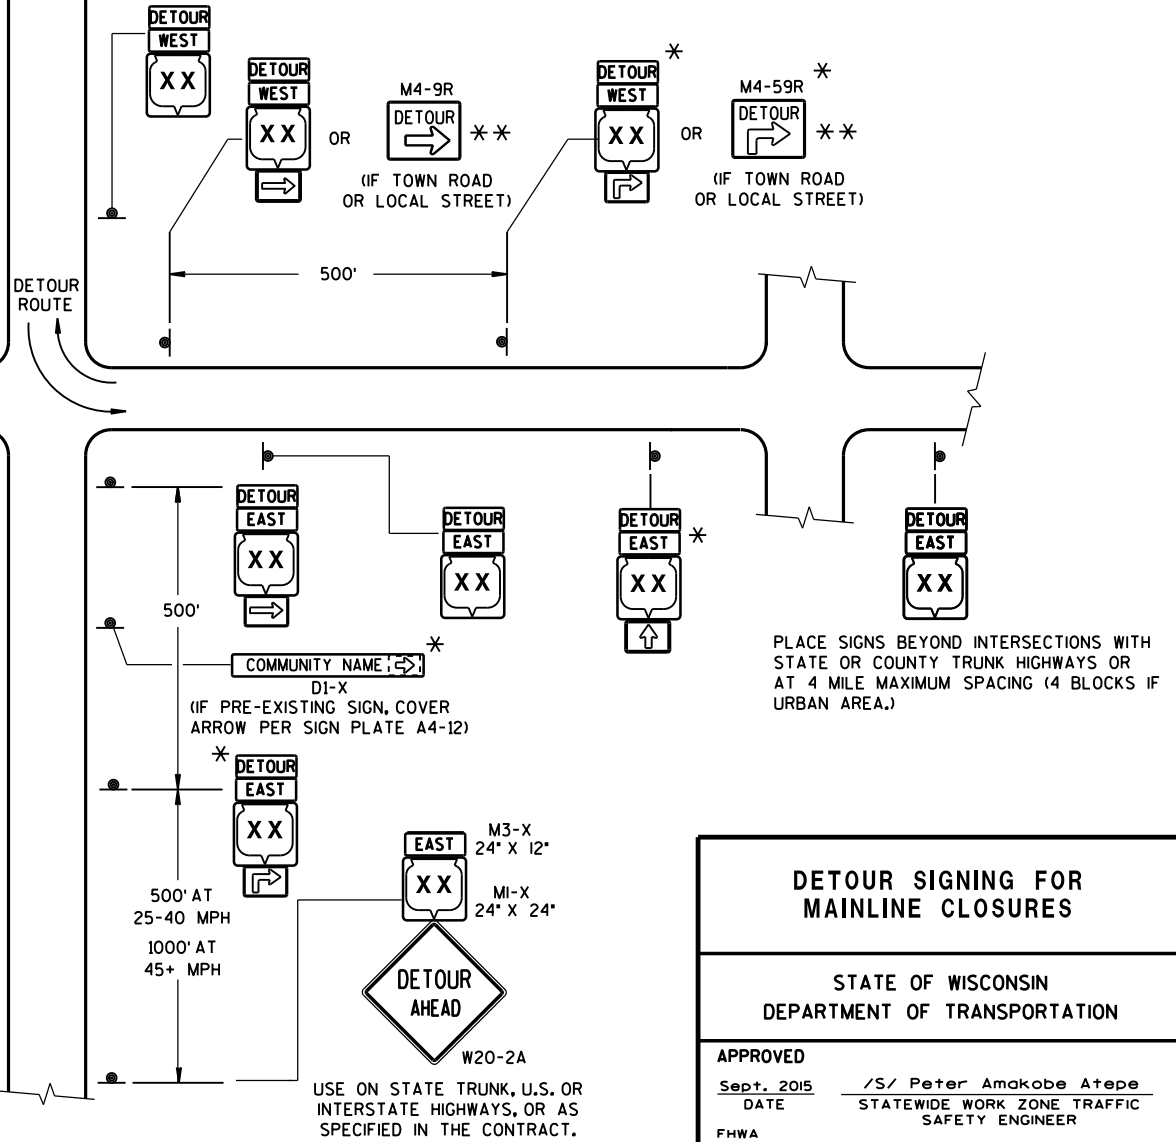 DETOUR
WEST
XX
DETOUR
WEST
XX
OR
M4-9R
DETOUR
**
(IF TOWN ROAD
OR LOCAL STREET)
DETOUR
WEST
XX
*
OR
M4-59R
*
DETOUR
**
(IF TOWN ROAD
OR LOCAL STREET)
500'
DETOUR
ROUTE
DETOUR
EAST
XX
DETOUR
EAST
XX
DETOUR
EAST
XX
*
DETOUR
EAST
XX
500'
COMMUNITY NAME
*
D1-X
(IF PRE-EXISTING SIGN, COVER
ARROW PER SIGN PLATE A4-12)
PLACE SIGNS BEYOND INTERSECTIONS WITH
STATE OR COUNTY TRUNK HIGHWAYS OR
AT 4 MILE MAXIMUM SPACING (4 BLOCKS IF
URBAN AREA.)
*
DETOUR
EAST
XX
500' AT
25-40 MPH
1000' AT
45+ MPH
EAST
XX
M3-X
24" X 12"
M1-X
24" X 24"
DETOUR
AHEAD
W20-2A
USE ON STATE TRUNK, U.S. OR
INTERSTATE HIGHWAYS, OR AS
SPECIFIED IN THE CONTRACT.
DETOUR SIGNING FOR
MAINLINE CLOSURES
STATE OF WISCONSIN
DEPARTMENT OF TRANSPORTATION
APPROVED
Sept. 2015
DATE
/S/ Peter Amakobe Atepe
STATEWIDE WORK ZONE TRAFFIC
SAFETY ENGINEER
FHWA